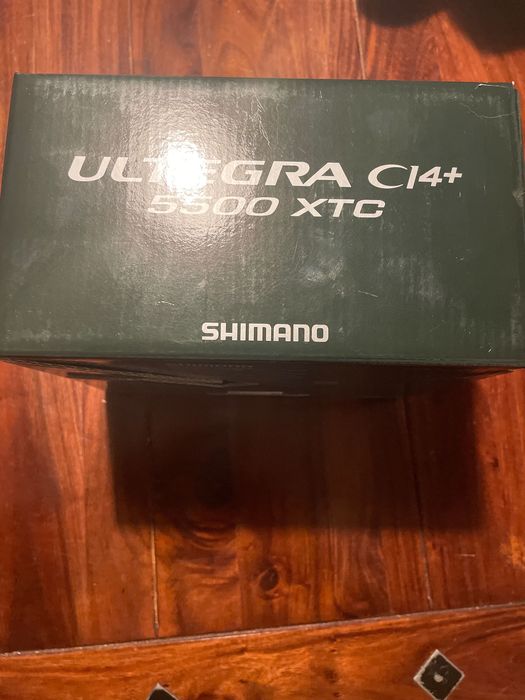 ULTEGRA CI4+
5500 XTC
SHIMANO